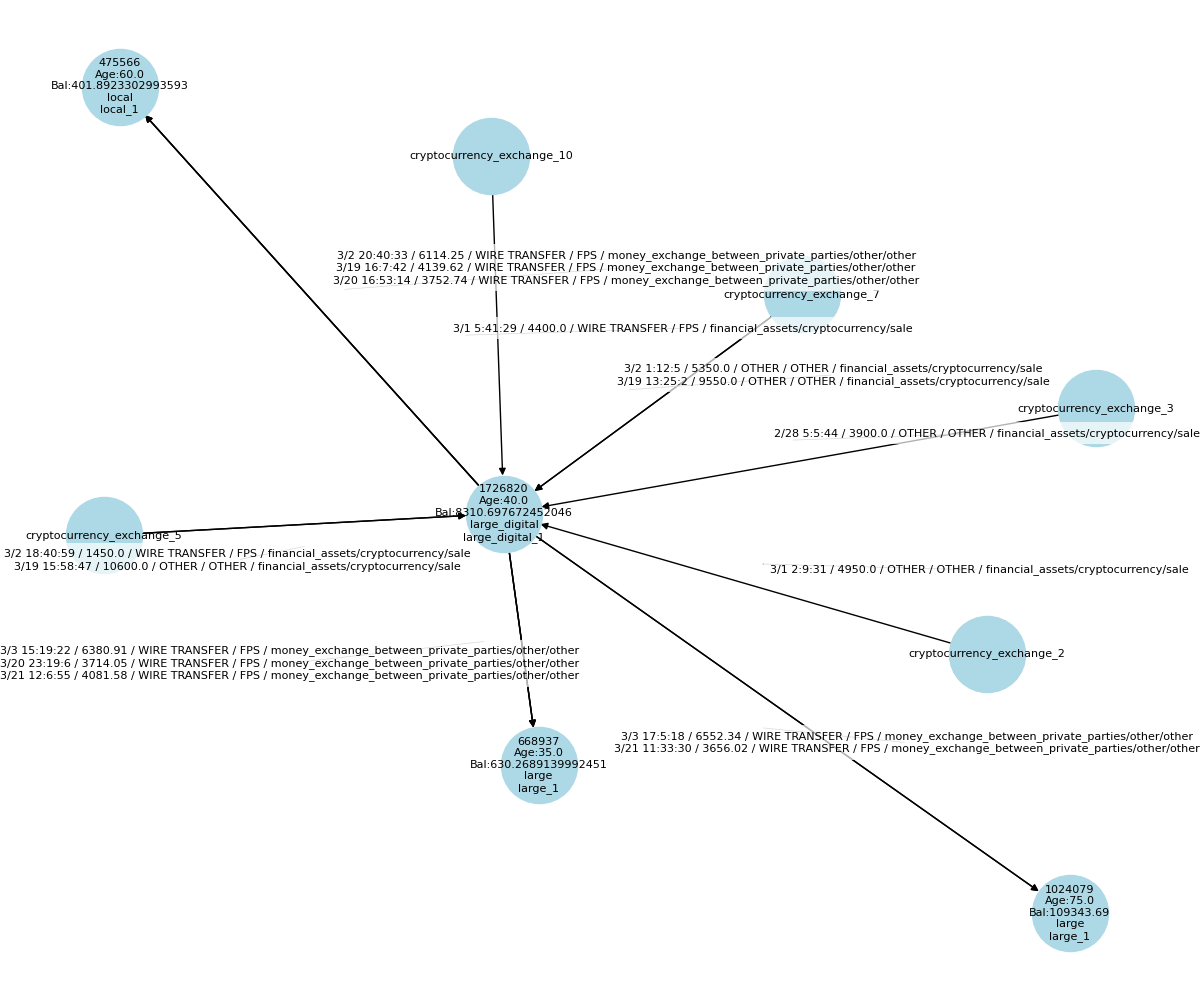 475566
Age:60.0
Bal:401.8923302993593
local
local_1
cryptocurrency_exchange_10
3/2 20:40:33 / 6114.25 / WIRE TRANSFER / FPS / money_exchange_between_private_parties/other/other
3/19 16:7:42 / 4139.62 / WIRE TRANSFER / FPS / money_exchange_between_private_parties/other/other
3/20 16:53:14 / 3752.74 / WIRE TRANSFER / FPS / money_exchange_between_private_parties/other/other
cryptocurrency_exchange_7
3/1 5:41:29 / 4400.0 / WIRE TRANSFER / FPS / financial_assets/cryptocurrency/sale
3/2 1:12:5 / 5350.0 / OTHER / OTHER / financial_assets/cryptocurrency/sale
3/19 13:25:2 / 9550.0 / OTHER / OTHER / financial_assets/cryptocurrency/sale
cryptocurrency_exchange_3
2/28 5:5:44 / 3900.0 / OTHER / OTHER / financial_assets/cryptocurrency/sale
1726820
Age:40.0
Bal:8310.697672452046
large_digital
large_digital_1
cryptocurrency_exchange_5
3/2 18:40:59 / 1450.0 / WIRE TRANSFER / FPS / financial_assets/cryptocurrency/sale
3/19 15:58:47 / 10600.0 / OTHER / OTHER / financial_assets/cryptocurrency/sale
3/1 2:9:31 / 4950.0 / OTHER / OTHER / financial_assets/cryptocurrency/sale
cryptocurrency_exchange_2
3/3 15:19:22 / 6380.91 / WIRE TRANSFER / FPS / money_exchange_between_private_parties/other/other
3/20 23:19:6 / 3714.05 / WIRE TRANSFER / FPS / money_exchange_between_private_parties/other/other
3/21 12:6:55 / 4081.58 / WIRE TRANSFER / FPS / money_exchange_between_private_parties/other/other
3/3 17:5:18 / 6552.34 / WIRE TRANSFER / FPS / money_exchange_between_private_parties/other/other
3/21 11:33:30 / 3656.02 / WIRE TRANSFER / FPS / money_exchange_between_private_parties/other/other
668937
Age:35.0
Bal:630.2689139992451
large
large_1
1024079
Age:75.0
Bal:109343.69
large
large_1